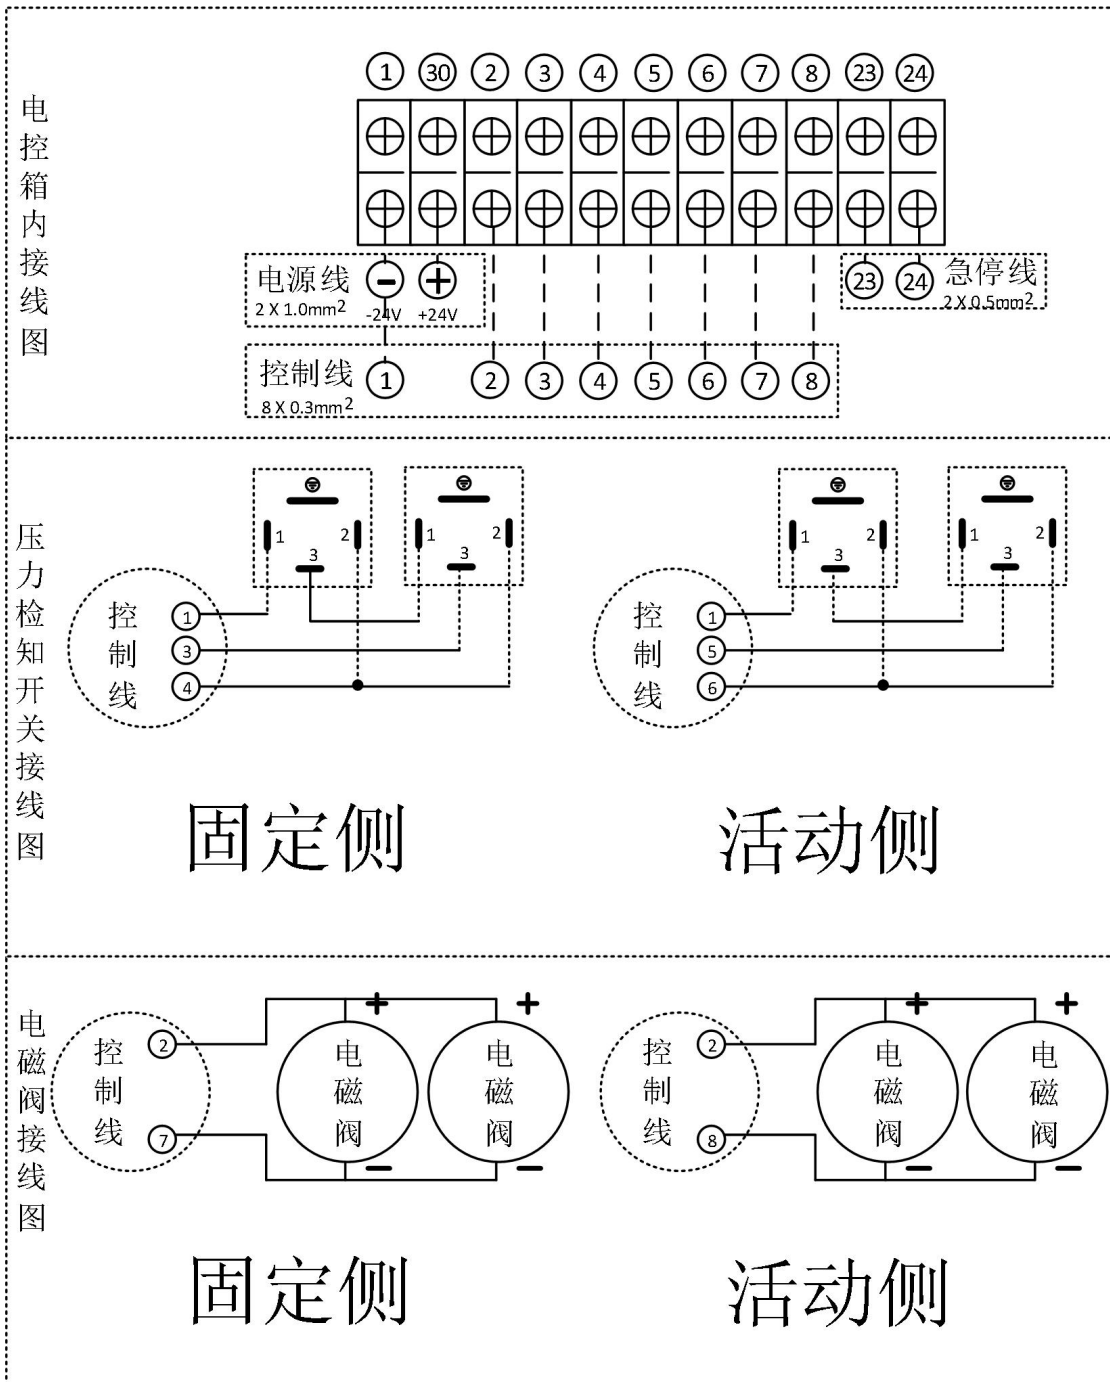 电控箱内接线图
1 30 2 3 4 5 6 7 8 23 24
电源线
2 X 1.0mm²
- +
-24V +24V
23 24
急停线
2 X 0.5mm²
控制线
8 X 0.3mm²
1 2 3 4 5 6 7 8
压力检知开关接线图
1 2
3
1 2
3
控制线
1
3
4
固定侧
1 2
3
1 2
3
控制线
1
5
6
活动侧
电磁阀接线图
控制线
2
7
+ +
电磁阀
电磁阀
- -
固定侧
控制线
2
8
+ +
电磁阀
电磁阀
- -
活动侧